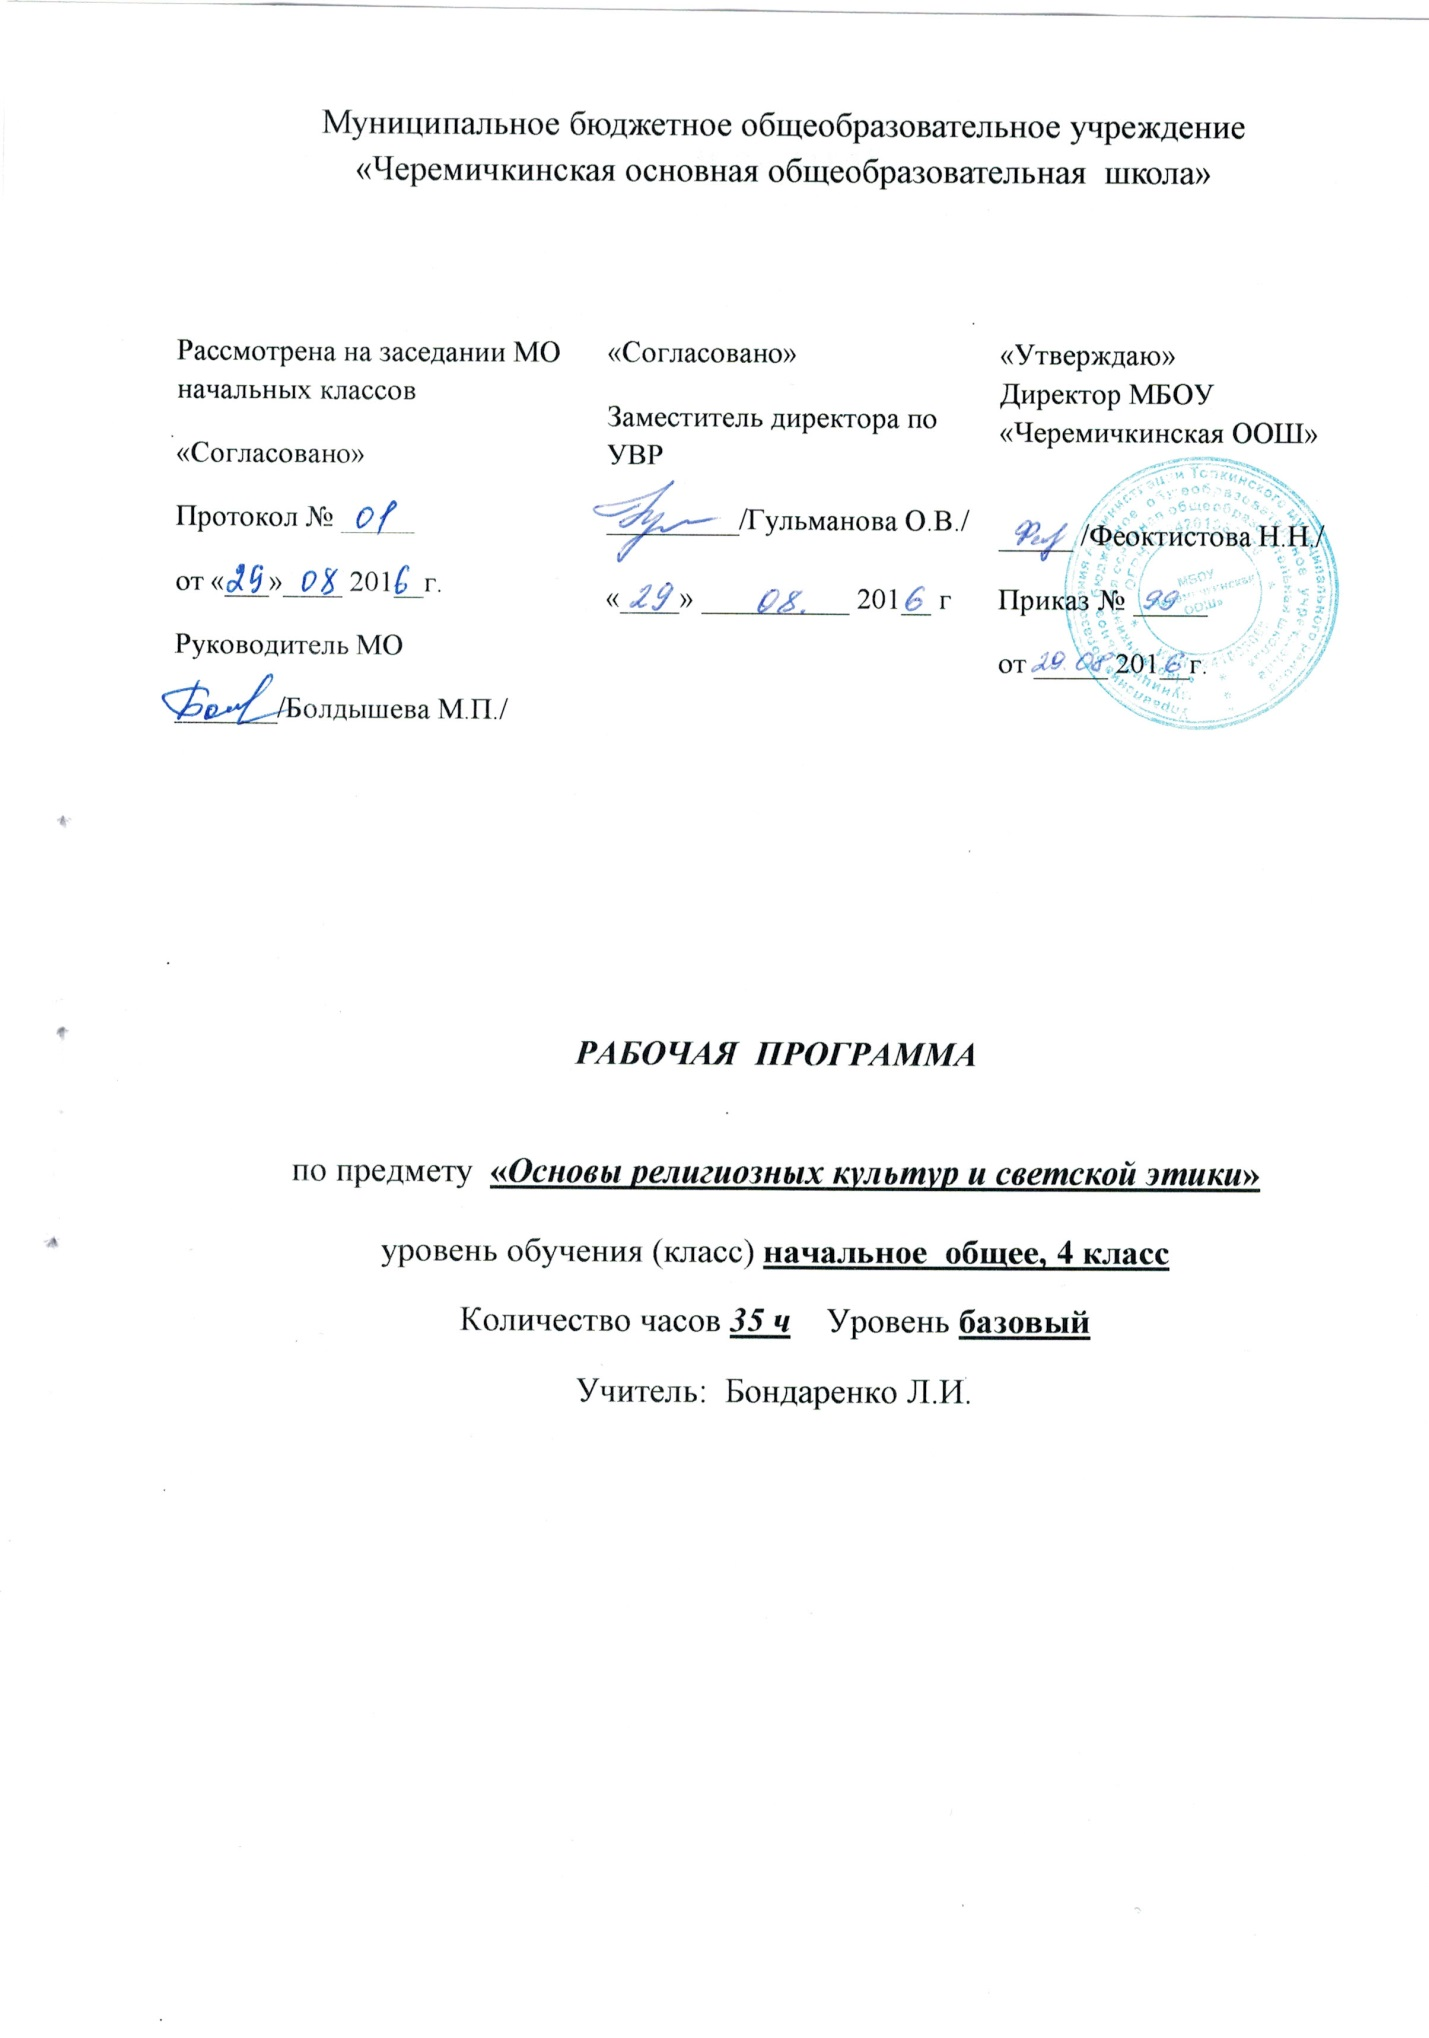 Муниципальное бюджетное общеобразовательное учреждение
«Черемичкинская основная общеобразовательная школа»
Рассмотрена на заседании МО
начальных классов
«Согласовано»
Протокол № 01
от «29» 08 2016 г.
Руководитель МО
/Болдышева М.П./
«Согласовано»
Заместитель директора по
УВР
/Гульманова О.В./
«29» 08. 2016 г
«Утверждаю»
Директор МБОУ
«Черемичкинская ООШ»
/Феоктистова Н.Н./
Приказ № 99
от 29.08 2016 г.
МБОУ
ООШ»
РАБОЧАЯ ПРОГРАММА
по предмету «Основы религиозных культур и светской этики»
уровень обучения (класс) начальное общее, 4 класс
Количество часов 35 ч Уровень базовый
Учитель: Бондаренко Л.И.